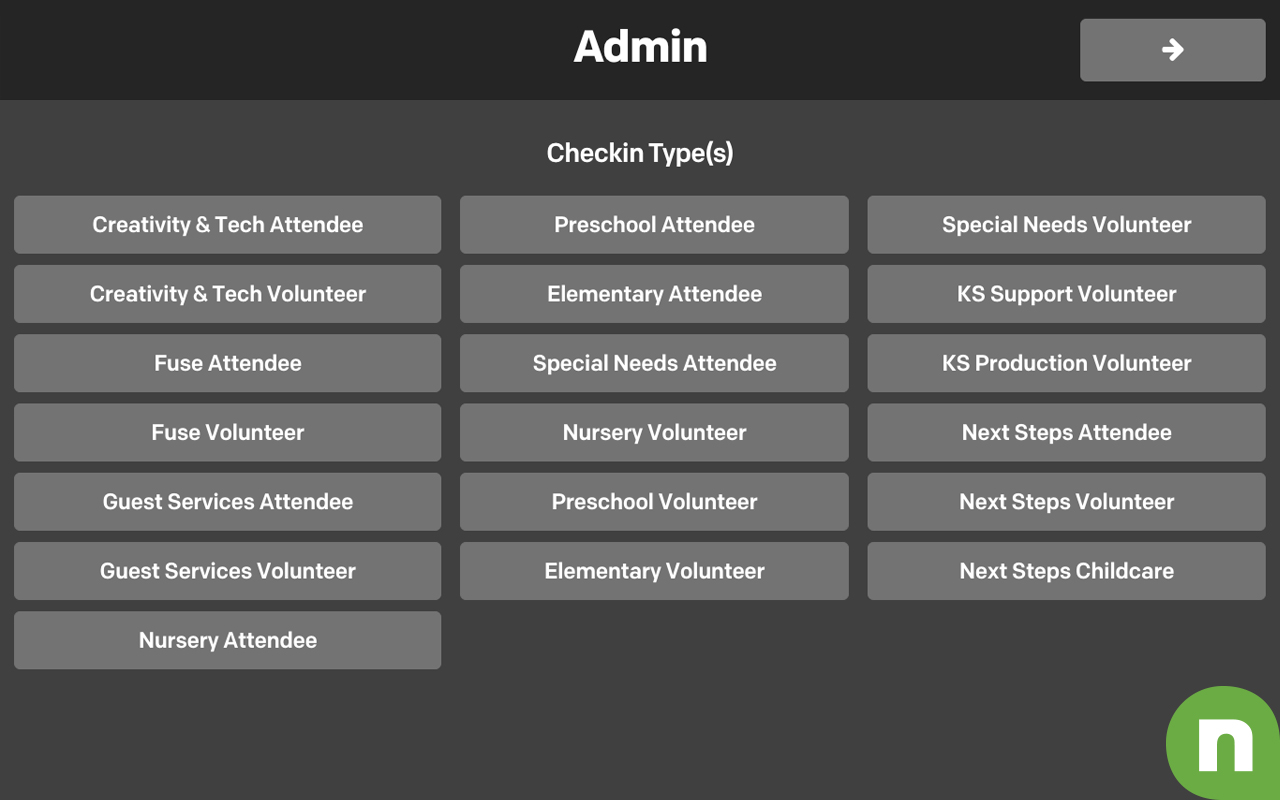 Admin
Checkin Type(s)
Creativity & Tech Attendee
Creativity & Tech Volunteer
Fuse Attendee
Fuse Volunteer
Guest Services Attendee
Guest Services Volunteer
Nursery Attendee
Preschool Attendee
Elementary Attendee
Special Needs Attendee
Nursery Volunteer
Preschool Volunteer
Elementary Volunteer
Special Needs Volunteer
KS Support Volunteer
KS Production Volunteer
Next Steps Attendee
Next Steps Volunteer
Next Steps Childcare
n